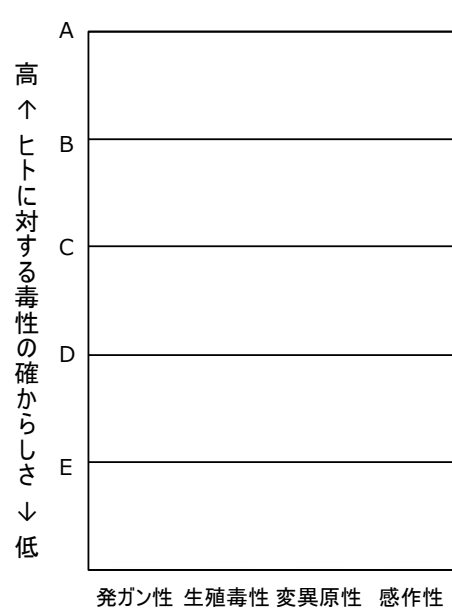 A
B
C
D
E
高 ↑ ヒトに対する毒性の確からしさ ↓ 低
発ガン性 生殖毒性 変異原性 感作性